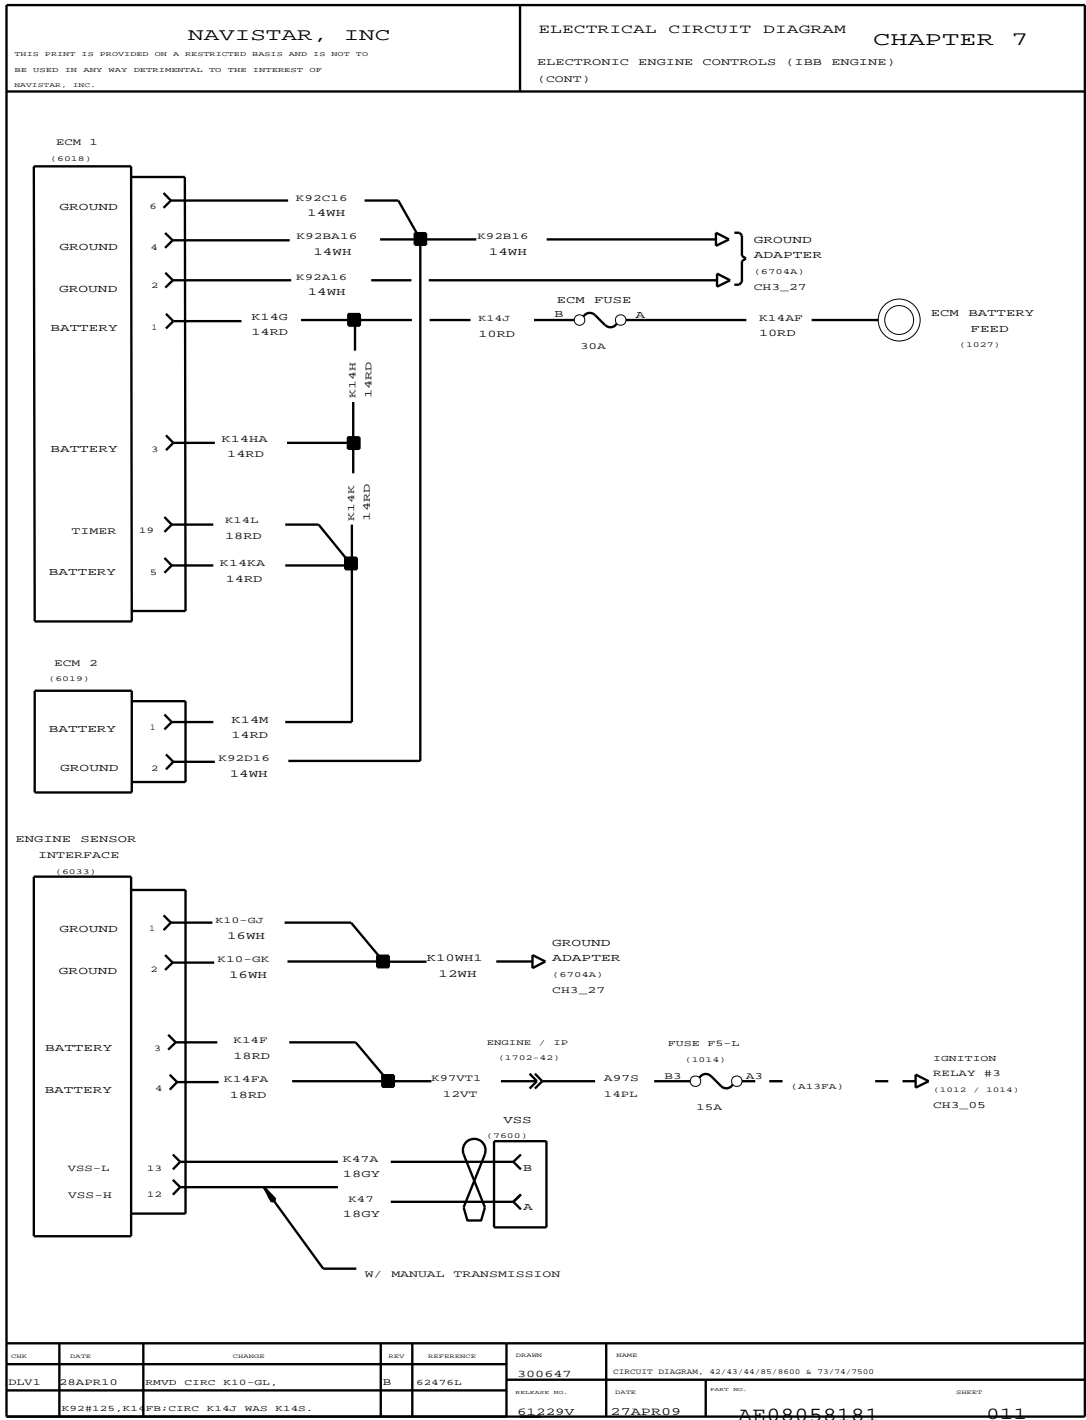 NAVISTAR, INC
THIS PRINT IS PROVIDED ON A RESTRICTED BASIS AND IS NOT TO
BE USED IN ANY WAY DETRIMENTAL TO THE INTEREST OF
NAVISTAR, INC.
ELECTRICAL CIRCUIT DIAGRAM
CHAPTER 7
ELECTRONIC ENGINE CONTROLS (IBB ENGINE)
(CONT)
ECM 1
(6018)
GROUND 6 K92C16
14WH
GROUND 4 K92BA16 K92B16
14WH 14WH
GROUND
ADAPTER
(6704A)
CH3_27
GROUND 2 K92A16
14WH
BATTERY 1 K14G K14J
14RD 10RD
ECM FUSE
B A
30A
K14AF
10RD
ECM BATTERY
FEED
(1027)
K14H
14RD
BATTERY 3 K14HA
14RD
K14K
14RD
TIMER 19 K14L
18RD
BATTERY 5 K14KA
14RD
ECM 2
(6019)
BATTERY 1 K14M
14RD
GROUND 2 K92D16
14WH
ENGINE SENSOR
INTERFACE
(6033)
GROUND 1 K10-GJ
16WH
GROUND 2 K10-GK K10WH1
16WH 12WH
GROUND
ADAPTER
(6704A)
CH3_27
BATTERY 3 K14F
18RD
BATTERY 4 K14FA K97VT1
18RD 12VT
ENGINE / IP
(1702-42)
A97S
14PL
FUSE F5-L
(1014)
B3 A3
15A
(A13FA)
IGNITION
RELAY #3
(1012 / 1014)
CH3_05
VSS
(7600)
VSS-L 13 K47A B
18GY
VSS-H 12 K47 A
18GY
W/ MANUAL TRANSMISSION
CHK DATE CHANGE REV REFERENCE
DLV1 28APR10 RMVD CIRC K10-GL, B 62476L
K92#125,K14FB;CIRC K14J WAS K14S.
DRAWN
300647
NAME
CIRCUIT DIAGRAM, 42/43/44/85/8600 & 73/74/7500
RELEASE NO.
61229V
DATE
27APR09
PART NO.
AE08058181
SHEET
011